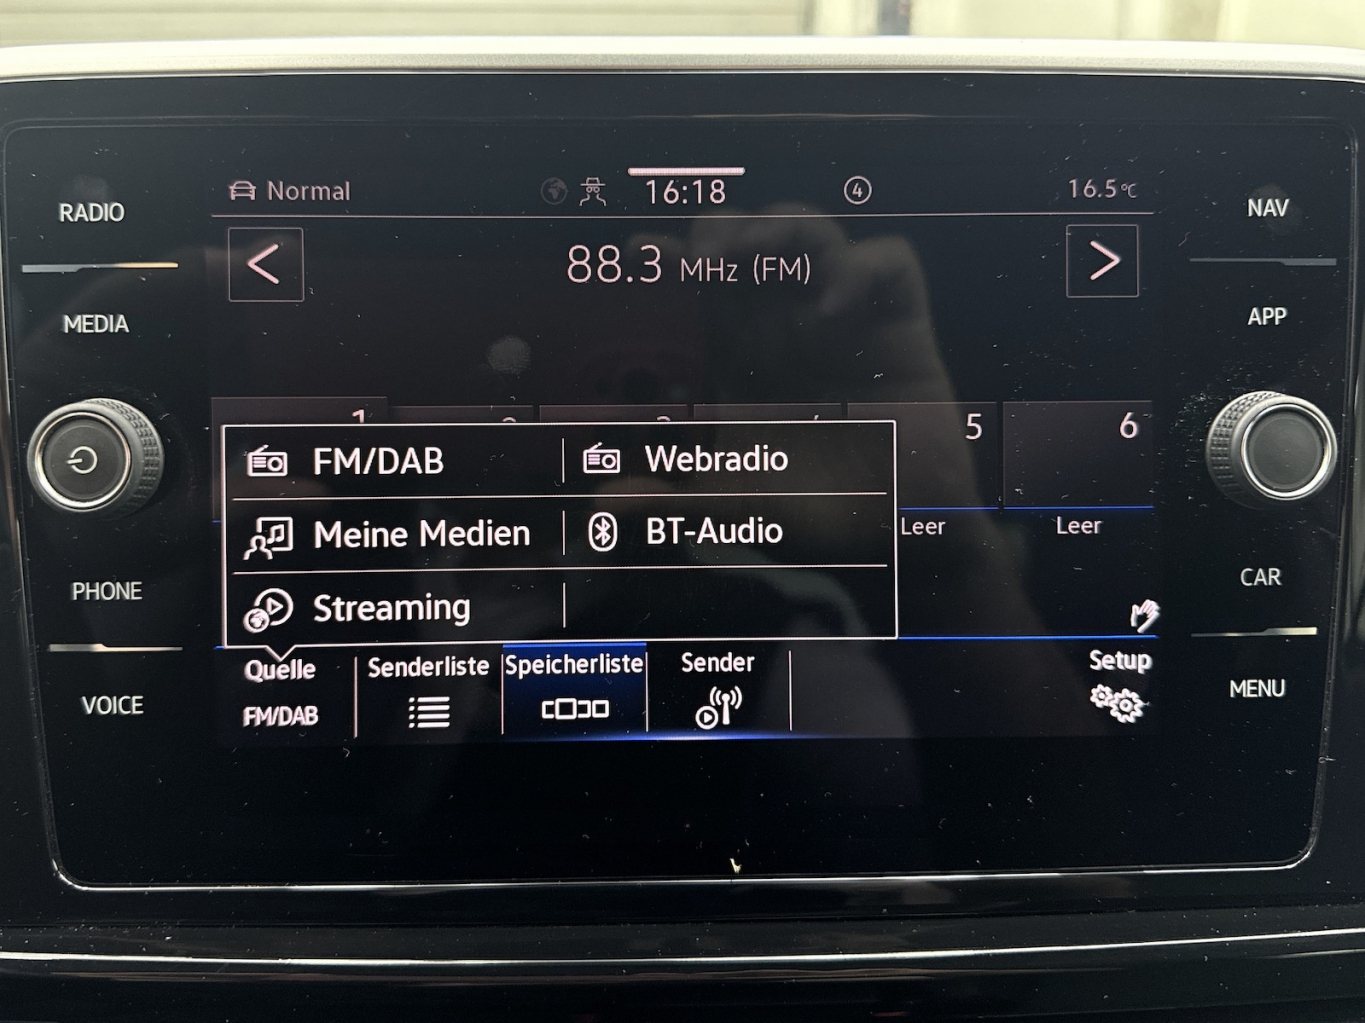 RADIO
MEDIA
PHONE
VOICE
Normal
16:18
4
16.5°C
<
88.3 MHz (FM)
>
1
5
6
FM/DAB
Webradio
Meine Medien
BT-Audio
Streaming
Leer
Leer
Quelle
FM/DAB
Senderliste
Speicherliste
Sender
Setup
NAV
APP
CAR
MENU